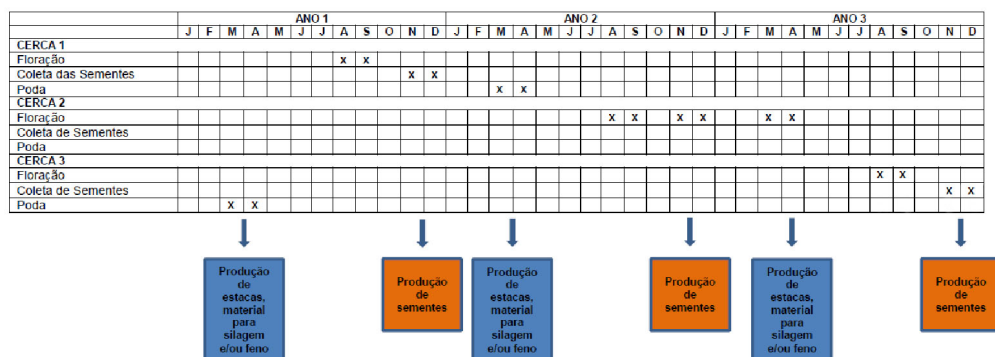 ANO 1 ANO 2 ANO 3
J F M A M J J A S O N D J F M A M J J A S O N D J F M A M J J A S O N D
CERCA 1
Floração x x
Coleta das Sementes x x
Poda x x
CERCA 2
Floração x x x x x x
Coleta de Sementes
Poda
CERCA 3
Floração x x
Coleta de Sementes x x
Poda x x
Produção
de
estacas,
material
para
silagem
e/ou feno
Produção
de
sementes
Produção
de
estacas,
material
para
silagem
e/ou feno
Produção
de
sementes
Produção
de
estacas,
material
para
silagem
e/ou feno
Produção
de
sementes